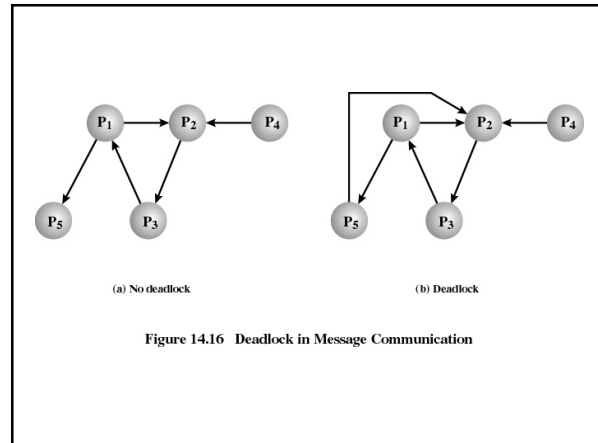 P1 P2 P4
P5 P3
(a) No deadlock
P1 P2 P4
P5 P3
(b) Deadlock
Figure 14.16 Deadlock in Message Communication